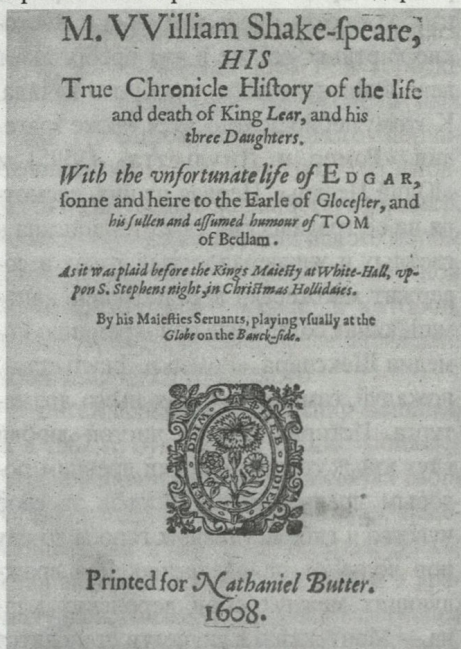 M. VVilliam Shake-ſpeare,
HIS
True Chronicle Hiſtory of the life
and death of King Lear, and his
three Daughters.
With the vnfortunate life of EDGAR,
ſonne and heire to the Earle of Gloceſter, and
his ſullen and aſſumed humour of TOM
of Bedlam.
As it was plaid before the Kings Maieſty at White-Hall, vp-
pon S. Stephens night, in Chriſtmas Hollidaies.
By his Maieſties Seruants, playing vſually at the
Globe on the Banck-ſide.
Printed for Nathaniel Butter.
1608.